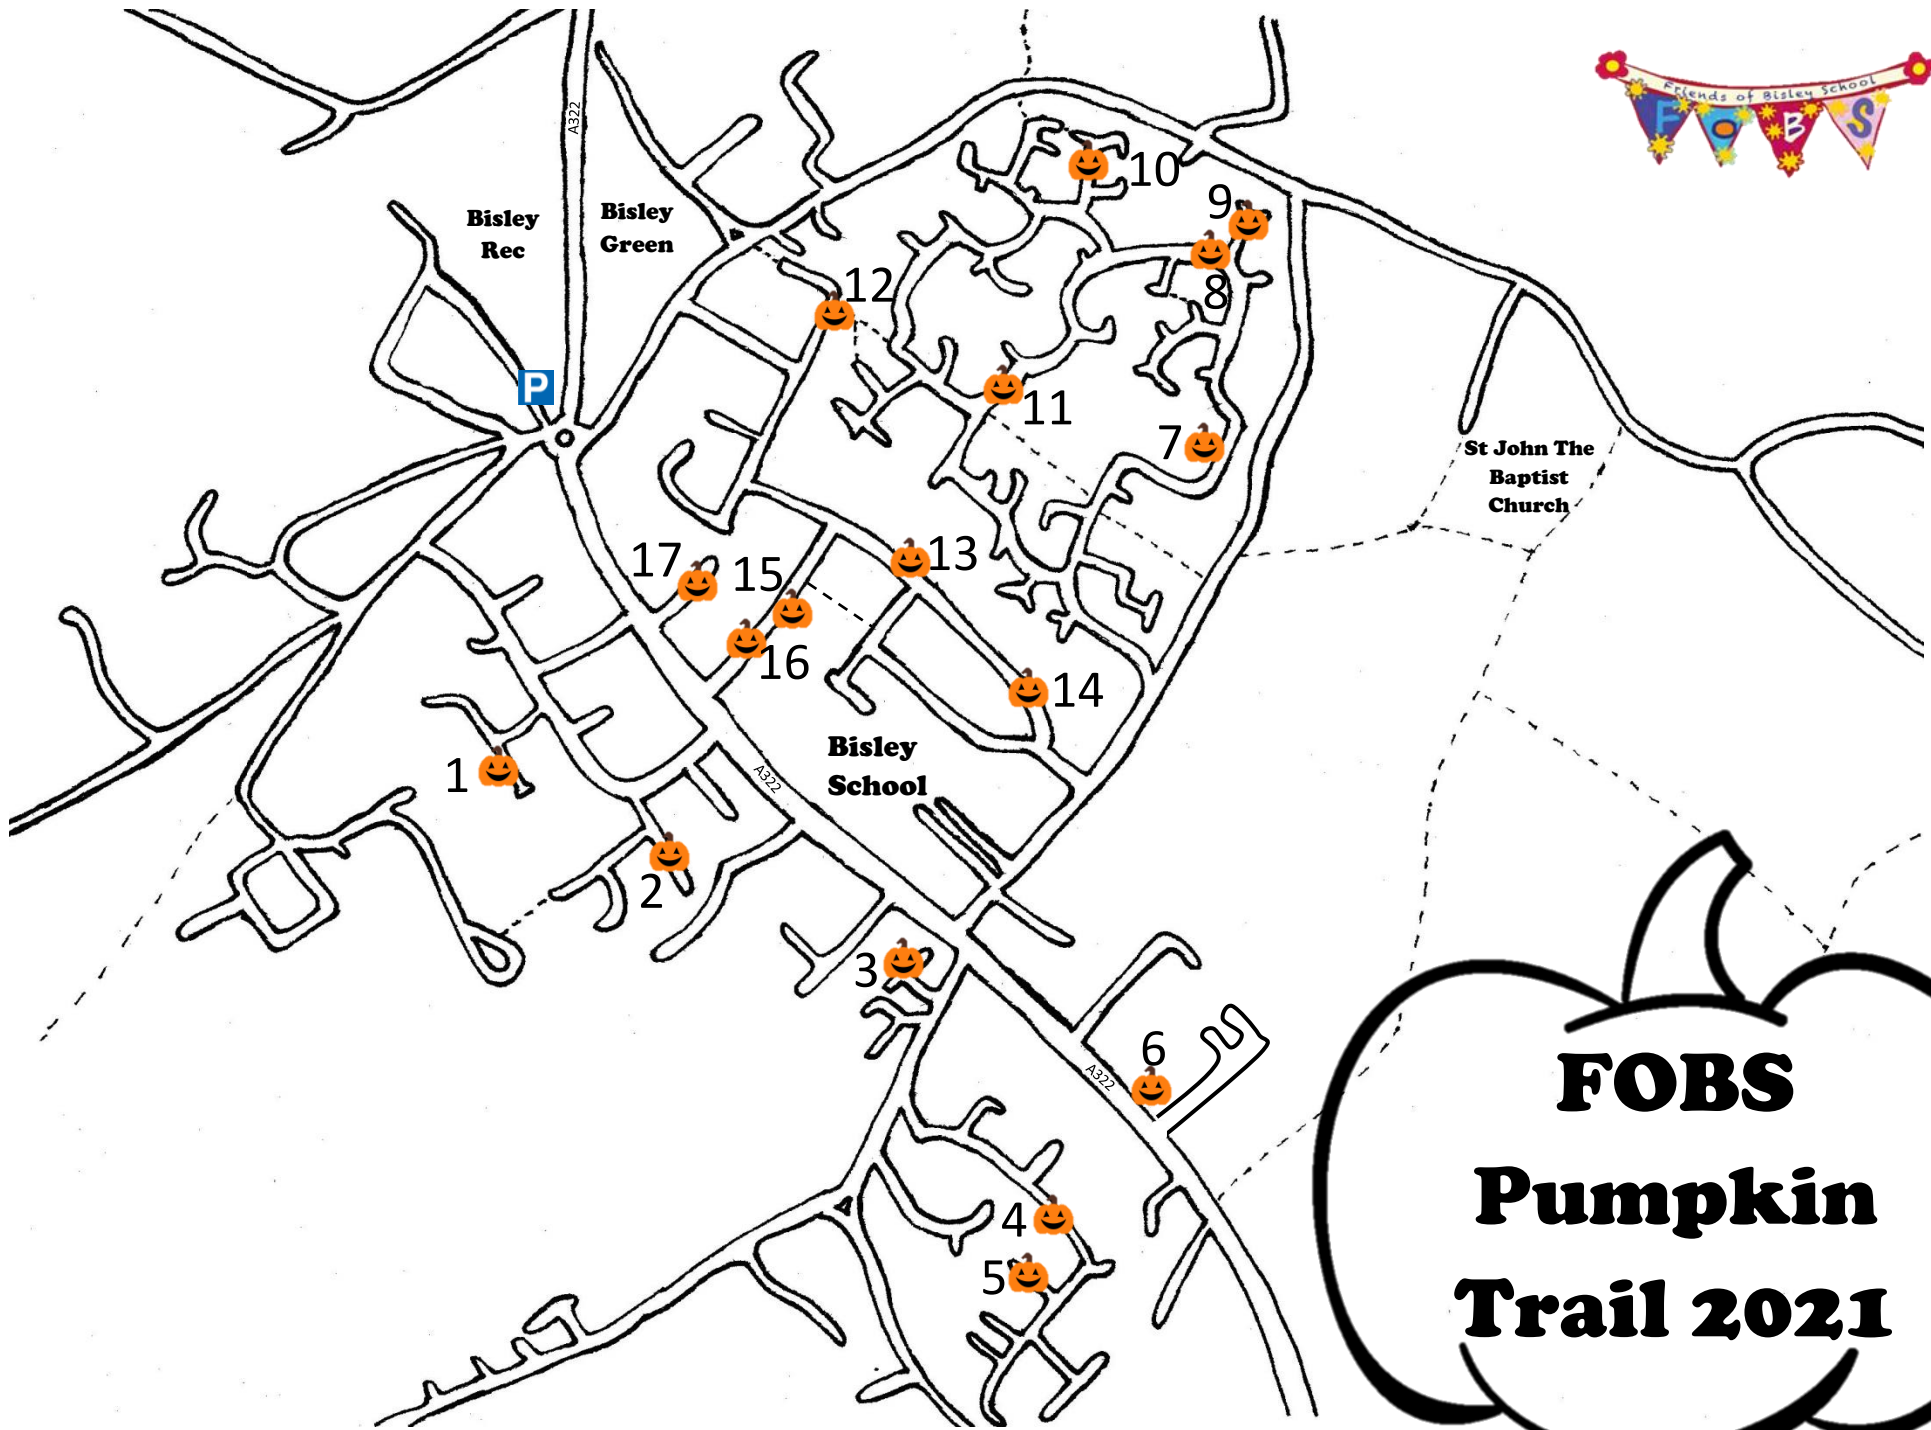 Friends of Bisley School
F O B S
A322
Bisley
Rec
Bisley
Green
10
9
8
12
11
7
P
St John The
Baptist
Church
13
17
15
16
14
Bisley
School
A322
1
2
3
6
A322
4
5
FOBS
Pumpkin
Trail 2021